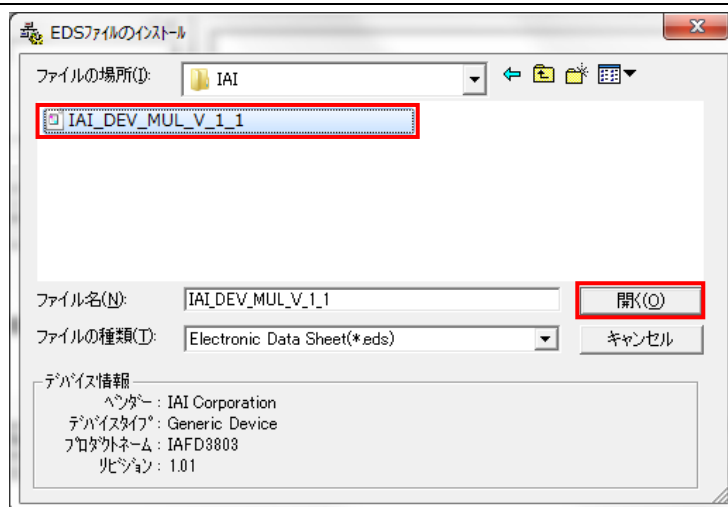 EDSﾌｧｲﾙのｲﾝｽﾄｰﾙ
ファイルの場所(I):
IAI
IAI_DEV_MUL_V_1_1
ファイル名(N):
IAI_DEV_MUL_V_1_1
開く(O)
ファイルの種類(T):
Electronic Data Sheet(*.eds)
キャンセル
ﾃﾞﾊﾞｲｽ情報
ﾍﾞﾝﾀﾞｰ : IAI Corporation
ﾃﾞﾊﾞｲｽﾀｲﾌﾟ : Generic Device
ﾌﾟﾛﾀﾞｸﾄﾈｰﾑ : IAFD3803
ﾘﾋﾞｼﾞｮﾝ : 1.01